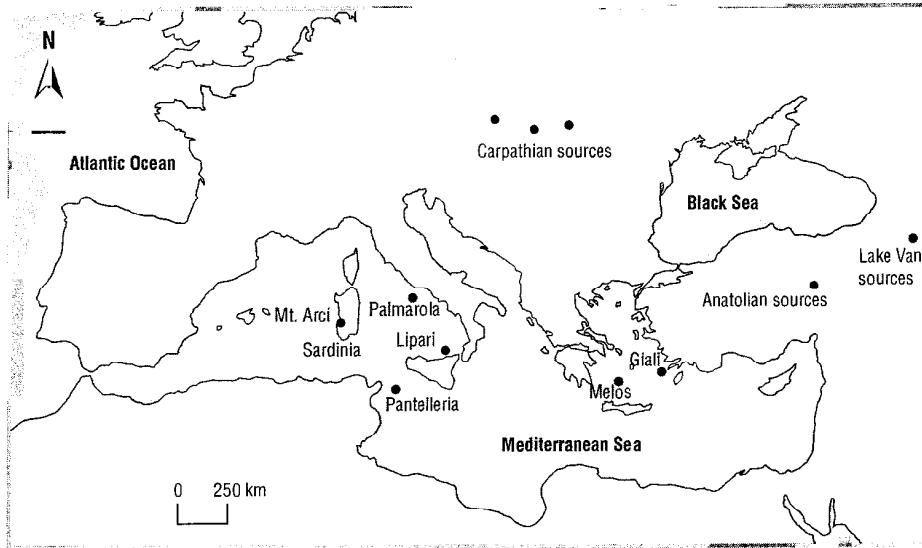 N
Atlantic Ocean
Carpathian sources
Black Sea
Lake Van
sources
Anatolian sources
Mt. Arci
Palmarola
Sardinia
Lipari
Giali
Melos
Pantelleria
Mediterranean Sea
0 250 km